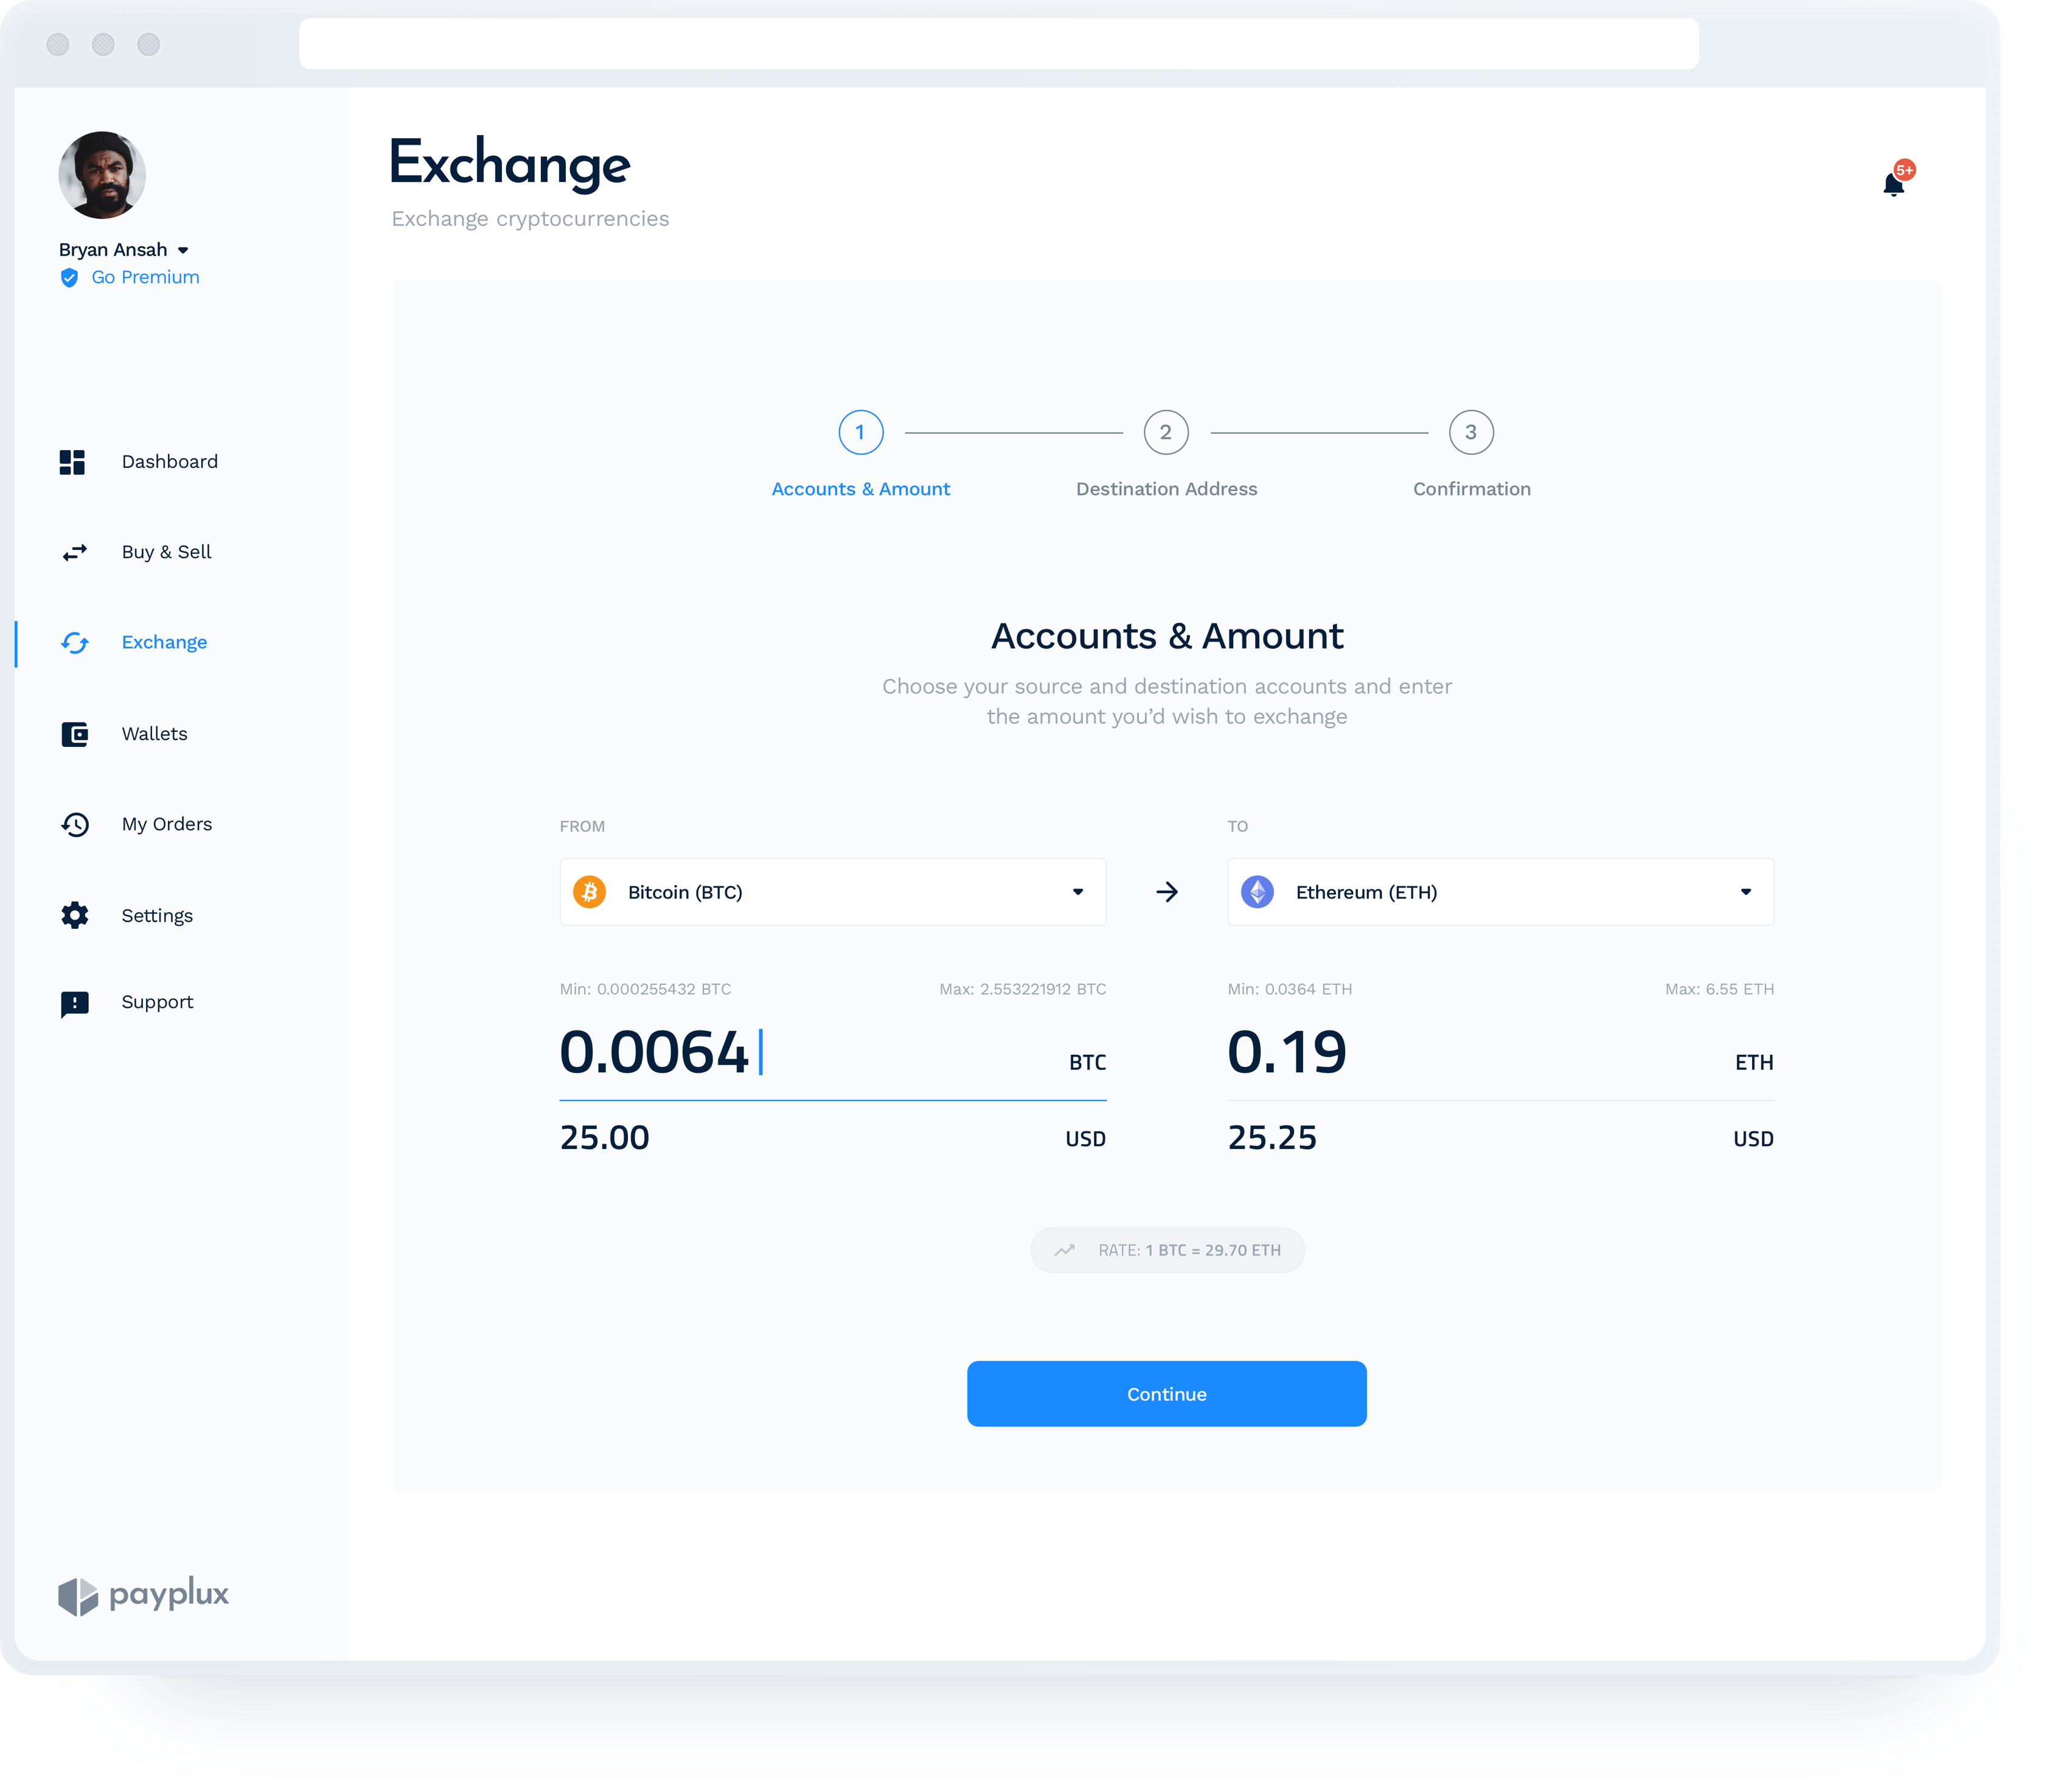 Bryan Ansah
Go Premium
Dashboard
Buy & Sell
Exchange
Wallets
My Orders
Settings
Support
payplux
Exchange
Exchange cryptocurrencies
5+
1
2
3
Accounts & Amount
Destination Address
Confirmation
Accounts & Amount
Choose your source and destination accounts and enter
the amount you’d wish to exchange
FROM
Bitcoin (BTC)
Min: 0.000255432 BTC
Max: 2.553221912 BTC
0.0064
BTC
25.00
USD
TO
Ethereum (ETH)
Min: 0.0364 ETH
Max: 6.55 ETH
0.19
ETH
25.25
USD
RATE: 1 BTC = 29.70 ETH
Continue